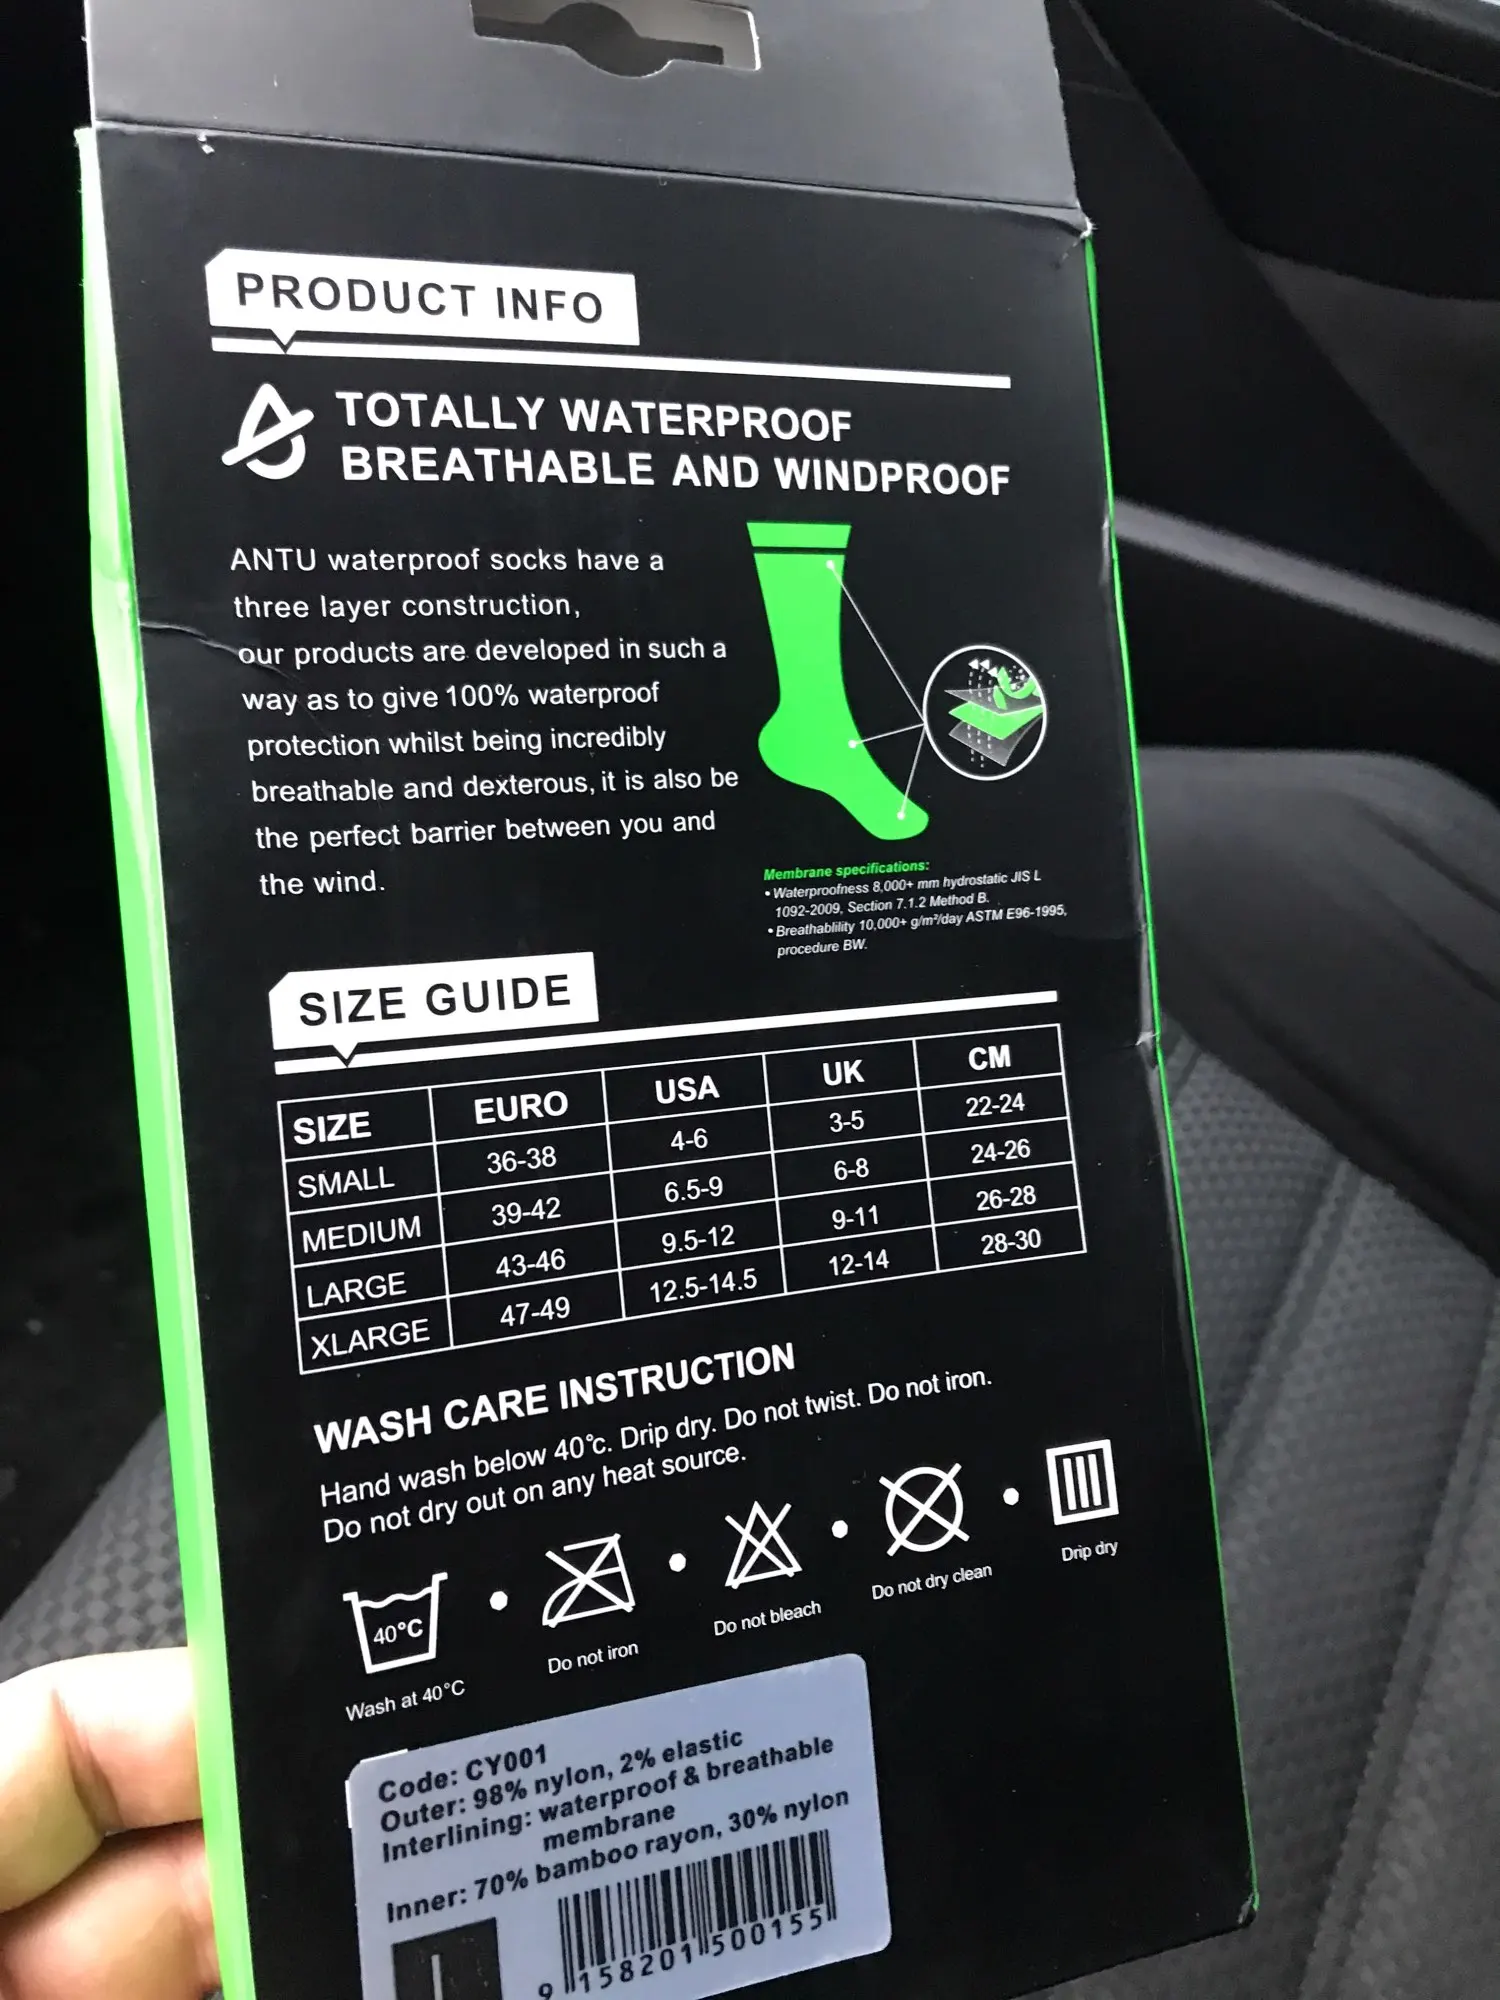 PRODUCT INFO
TOTALLY WATERPROOF
BREATHABLE AND WINDPROOF
ANTU waterproof socks have a
three layer construction,
our products are developed in such a
way as to give 100% waterproof
protection whilst being incredibly
breathable and dexterous, it is also be
the perfect barrier between you and
the wind.
Membrane specifications:
• Waterproofness 8,000+ mm hydrostatic JIS L
1092-2009, Section 7.1.2 Method B.
• Breathablility 10,000+ g/m²/day ASTM E96-1995,
procedure BW.
SIZE GUIDE
SIZE EURO USA UK CM
SMALL 36-38 4-6 3-5 22-24
MEDIUM 39-42 6.5-9 6-8 24-26
LARGE 43-46 9.5-12 9-11 26-28
XLARGE 47-49 12.5-14.5 12-14 28-30
WASH CARE INSTRUCTION
Hand wash below 40℃. Drip dry. Do not twist. Do not iron.
Do not dry out on any heat source.
40°C
Wash at 40°C
Do not iron
Do not bleach
Do not dry clean
Drip dry
Code: CY001
Outer: 98% nylon, 2% elastic
Interlining: waterproof & breathable
membrane
Inner: 70% bamboo rayon, 30% nylon
9 158201 500155